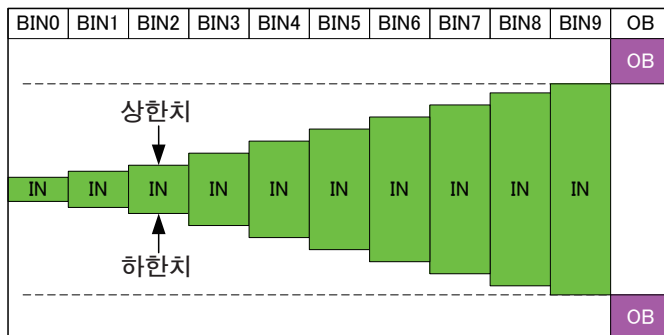 BIN0 BIN1 BIN2 BIN3 BIN4 BIN5 BIN6 BIN7 BIN8 BIN9 OB
OB
상한치
IN IN IN IN IN IN IN IN IN IN
하한치
OB